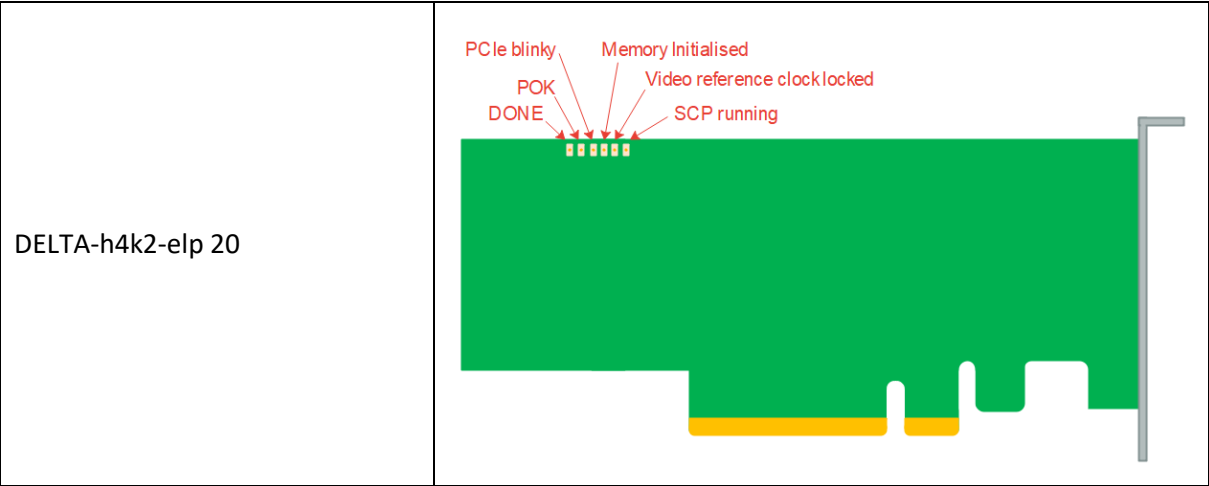 DELTA-h4k2-elp 20
PCIe blinky
Memory Initialised
POK
Video reference clock locked
DONE
SCP running